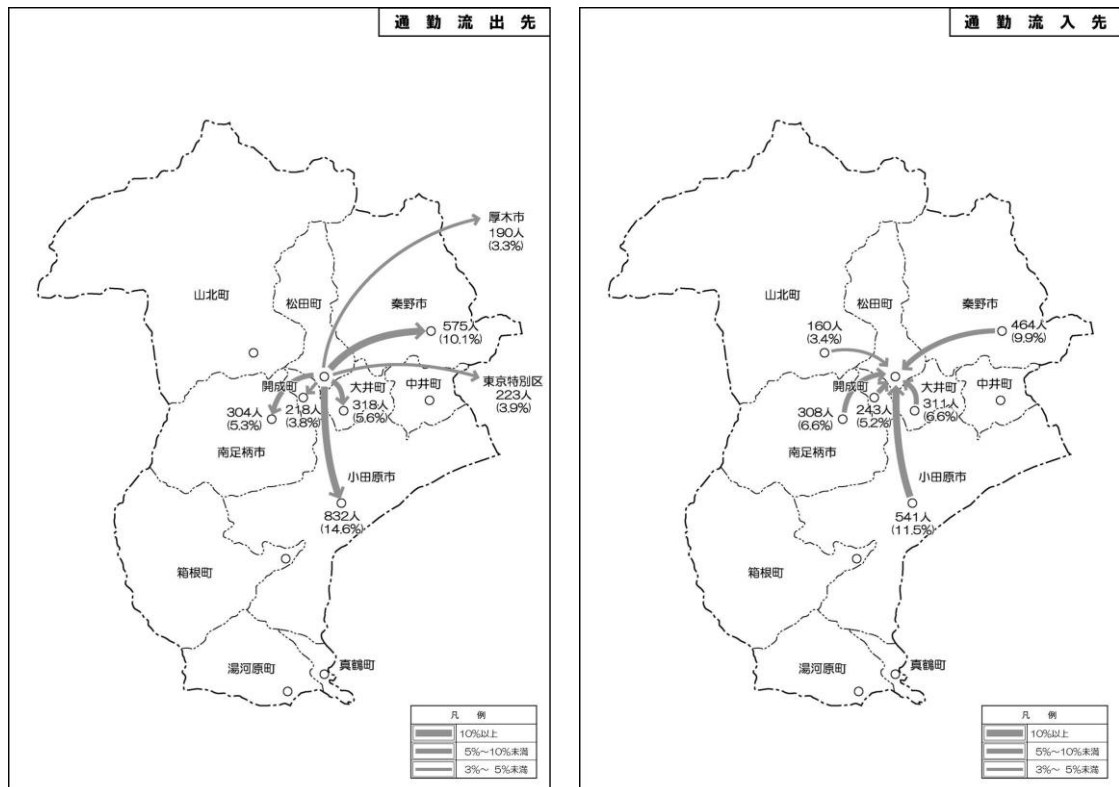 通勤流出先
厚木市
190人
(3.3%)
山北町
松田町
秦野市
575人
(10.1%)
開成町
大井町
中井町
東京特別区
223人
(3.9%)
304人
(5.3%)
218人
(3.8%)
318人
(5.6%)
南足柄市
小田原市
832人
(14.6%)
箱根町
湯河原町
真鶴町
凡例
10%以上
5%～10%未満
3%～ 5%未満
通勤流入先
山北町
松田町
秦野市
160人
(3.4%)
464人
(9.9%)
開成町
大井町
中井町
308人
(6.6%)
243人
(5.2%)
311人
(6.6%)
南足柄市
小田原市
541人
(11.5%)
箱根町
湯河原町
真鶴町
凡例
10%以上
5%～10%未満
3%～ 5%未満